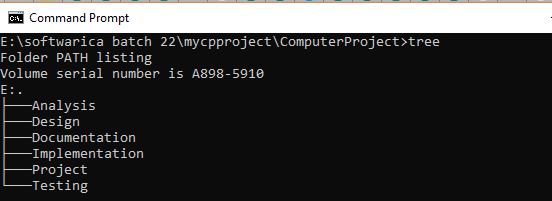 Command Prompt
E:\softwarica batch 22\mycpproject\ComputerProject>tree
Folder PATH listing
Volume serial number is A898-5910
E:.
├───Analysis
├───Design
├───Documentation
├───Implementation
├───Project
└───Testing